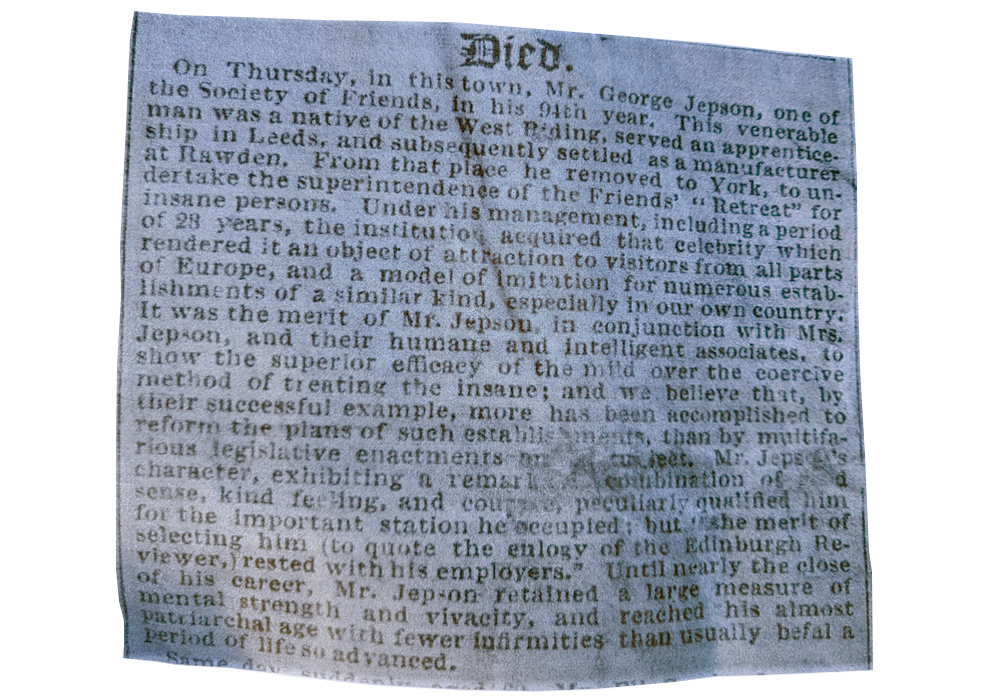 Died.
On Thursday, in this town, Mr. George Jepson, one of
the Society of Friends, in his 94th year. This venerable
man was a native of the West Riding, served an apprentice-
ship in Leeds, and subsequently settled as a manufacturer
at Rawden. From that place he removed to York, to un-
dertake the superintendence of the Friends' "Retreat" for
insane persons. Under his management, including a period
of 28 years, the institution acquired that celebrity which
rendered it an object of attraction to visitors from all parts
of Europe, and a model of imitation for numerous estab-
lishments of a similar kind, especially in our own country.
It was the merit of Mr. Jepson, in conjunction with Mrs.
Jepson, and their humane and intelligent associates, to
show the superior efficacy of the mild over the coercive
method of treating the insane; and we believe that, by
their successful example, more has been accomplished to
reform the plans of such establishments, than by multifa-
rious legislative enactments on subject. Mr. Jepson's
character, exhibiting a combination of
sense, kind feeling, and courage, peculiarly qualified him
for the important station he occupied; but "the merit of
selecting him (to quote the eulogy of the Edinburgh Re-
viewer,) rested with his employers." Until nearly the close
of his career, Mr. Jepson retained a large measure of
mental strength and vivacity, and reached his almost
patriarchal age with fewer infirmities than usually befal a
period of life so advanced.
Same day, suddenly, aged